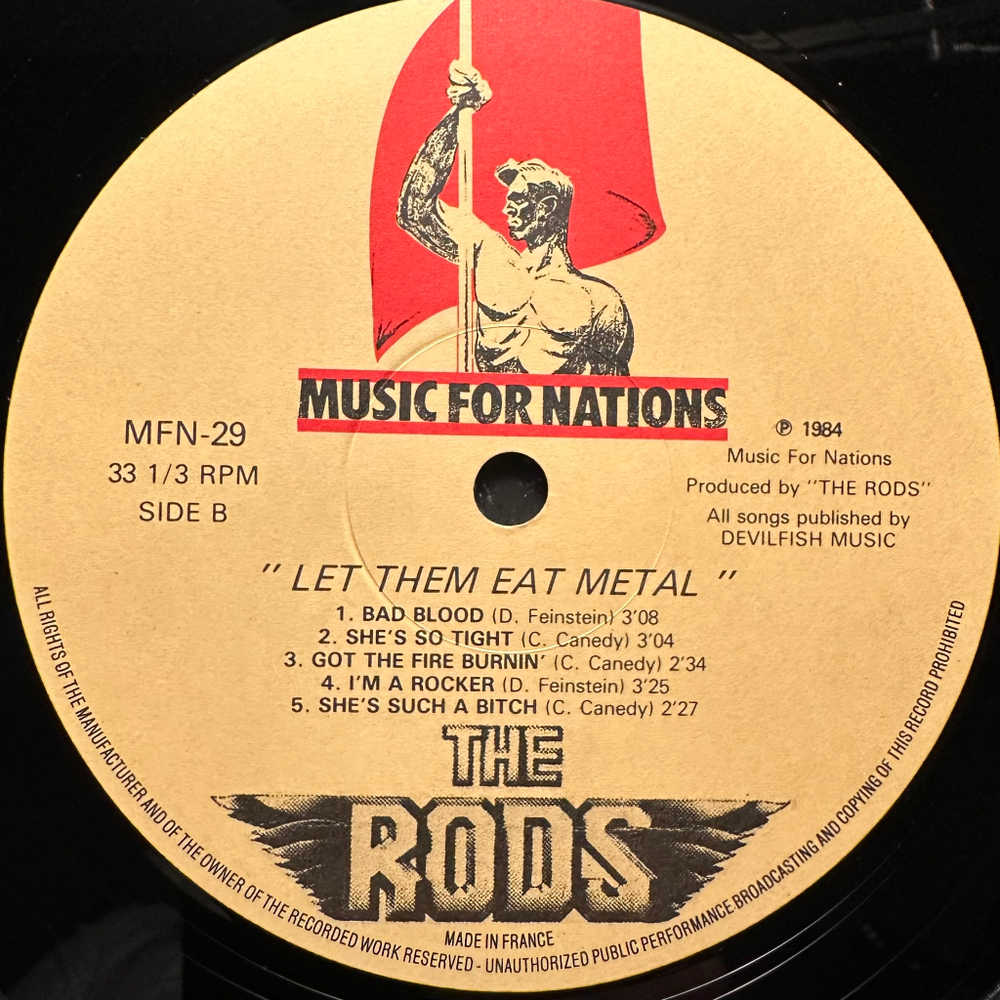 MUSIC FOR NATIONS
MFN-29
33 1/3 RPM
SIDE B
℗ 1984
Music For Nations
Produced by "THE RODS"
All songs published by
DEVILFISH MUSIC
" LET THEM EAT METAL "
1. BAD BLOOD (D. Feinstein) 3'08
2. SHE'S SO TIGHT (C. Canedy) 3'04
3. GOT THE FIRE BURNIN' (C. Canedy) 2'34
4. I'M A ROCKER (D. Feinstein) 3'25
5. SHE'S SUCH A BITCH (C. Canedy) 2'27
THE
RODS
MADE IN FRANCE
ALL RIGHTS OF THE MANUFACTURER AND OF THE OWNER OF THE RECORDED WORK RESERVED - UNAUTHORIZED PUBLIC PERFORMANCE BROADCASTING AND COPYING OF THIS RECORD PROHIBITED